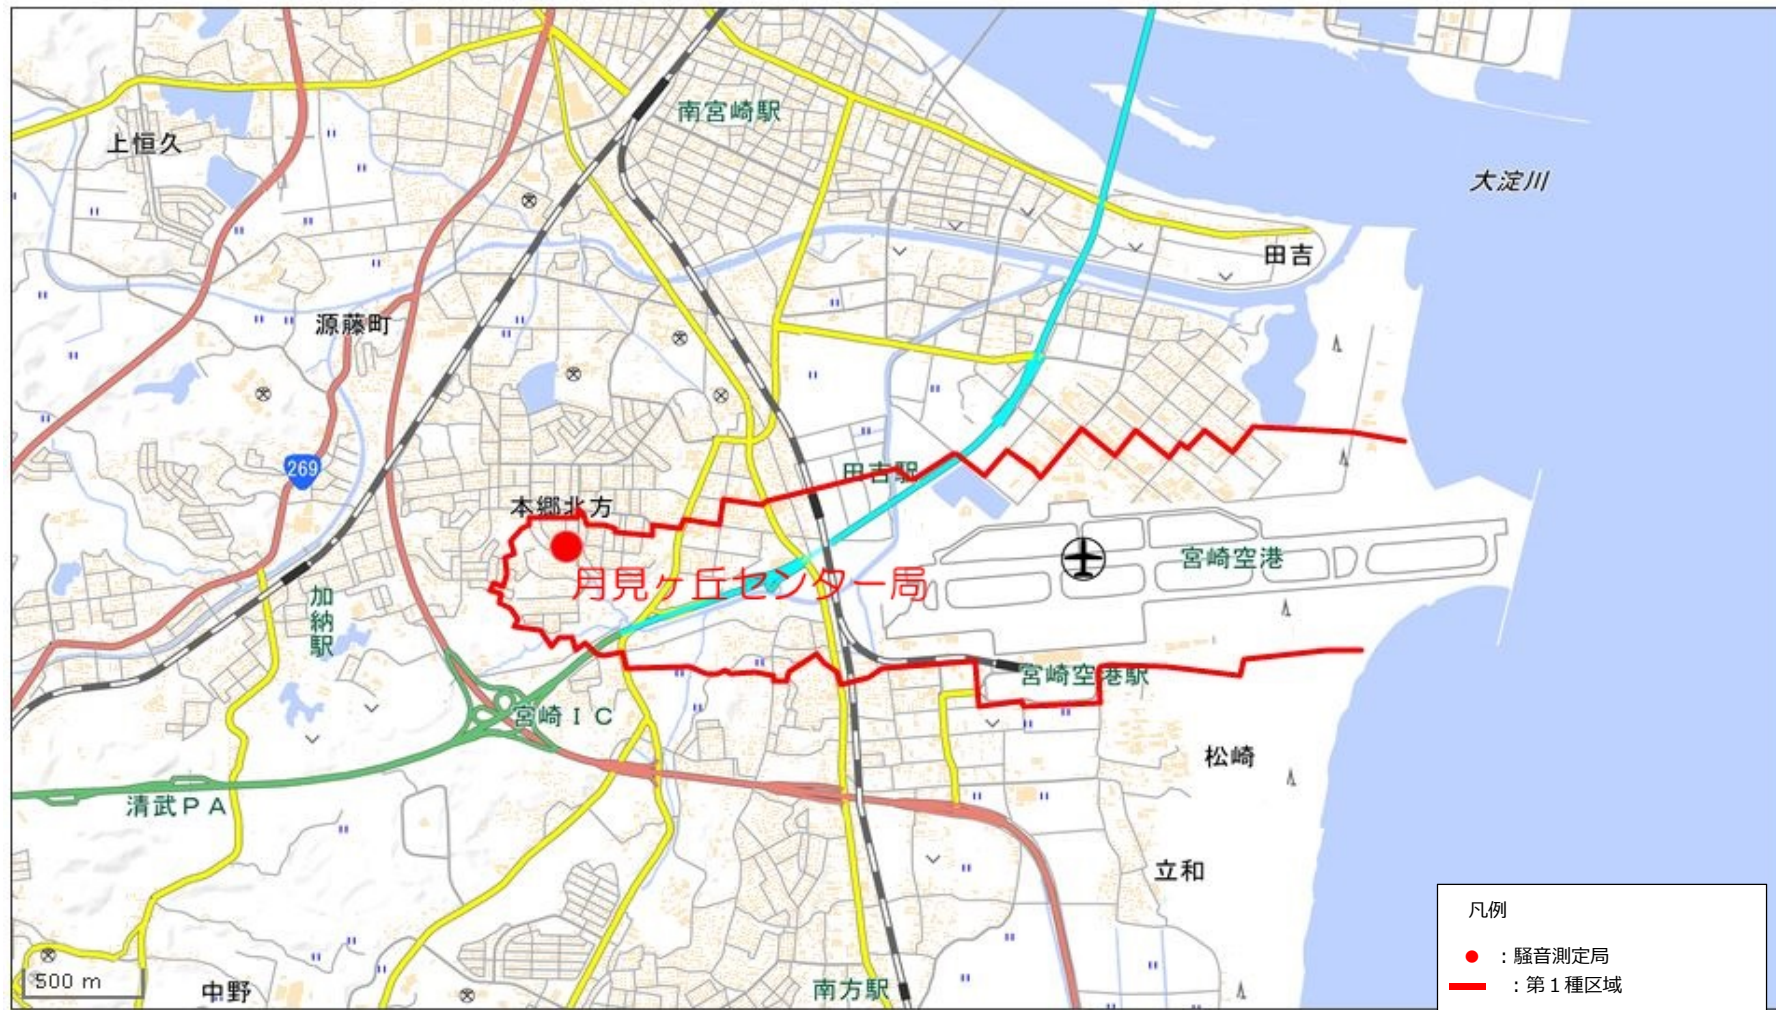 南宮崎駅
上恒久
大淀川
田吉
源藤町
269
田吉駅
本郷北方
宮崎空港
月見ヶ丘センター局
加納駅
宮崎空港駅
宮崎ＩＣ
松崎
清武ＰＡ
立和
凡例
：騒音測定局
：第１種区域
500 m
中野
南方駅